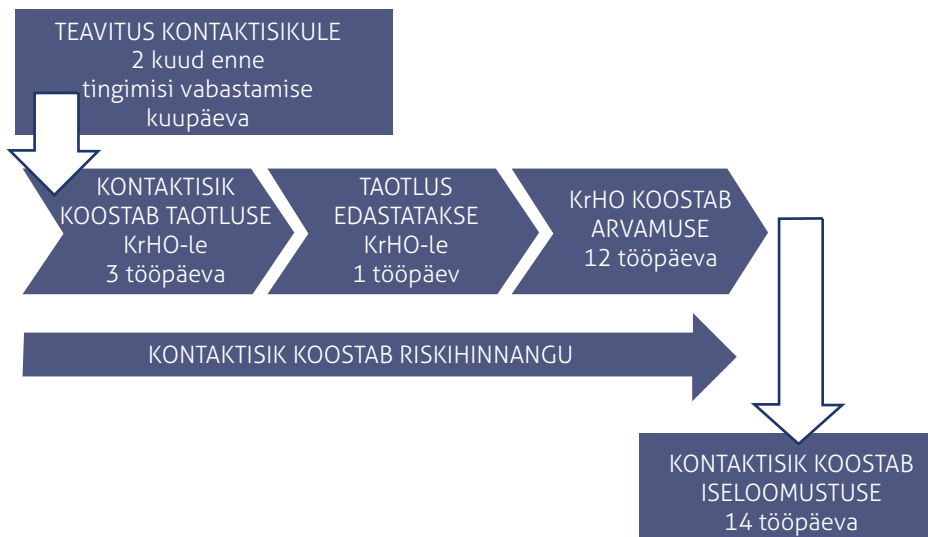 TEAVITUS KONTAKTISIKULE
2 kuud enne
tingimisi vabastamise
kuupäeva
KONTAKTISIK
KOOSTAB TAOTLUSE
KrHO-le
3 tööpäeva
TAOTLUS
EDASTATAKSE
KrHO-le
1 tööpäev
KrHO KOOSTAB
ARVAMUSE
12 tööpäeva
KONTAKTISIK KOOSTAB RISKIHINNANGU
KONTAKTISIK KOOSTAB
ISELOOMUSTUSE
14 tööpäeva